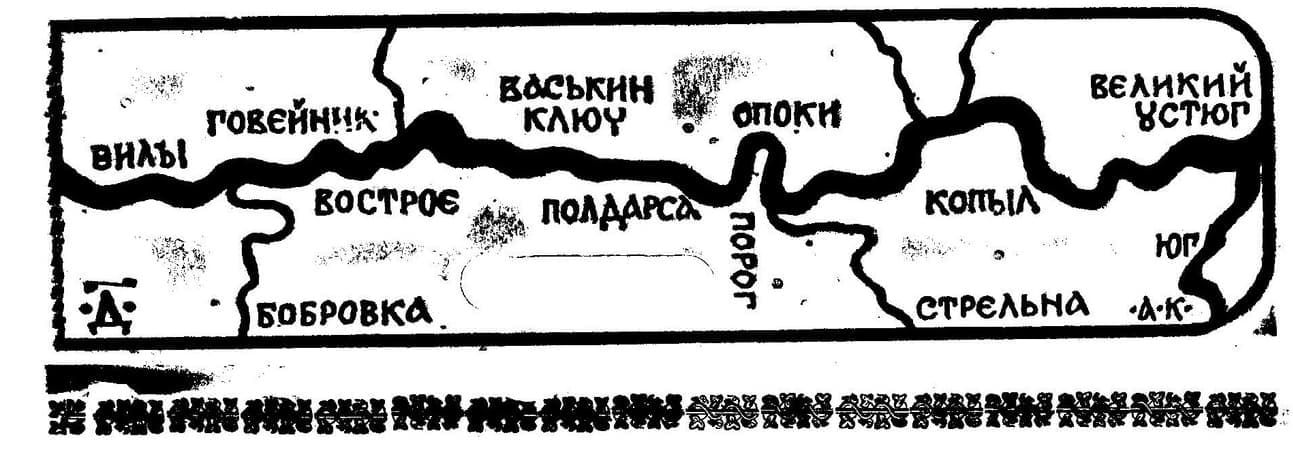 ВИЛЫ
ГОВЕЙНИК
ВАСЬКИН
КЛЮЧ
ОПОКИ
ВЕЛИКИЙ
УСТЮГ
ВОСТРОЕ
ПОЛДАРСА
ПОРОГ
КОПЫЛ
ЮГ
·Д·
БОБРОВКА
СТРЕЛЬНА
·А·К·